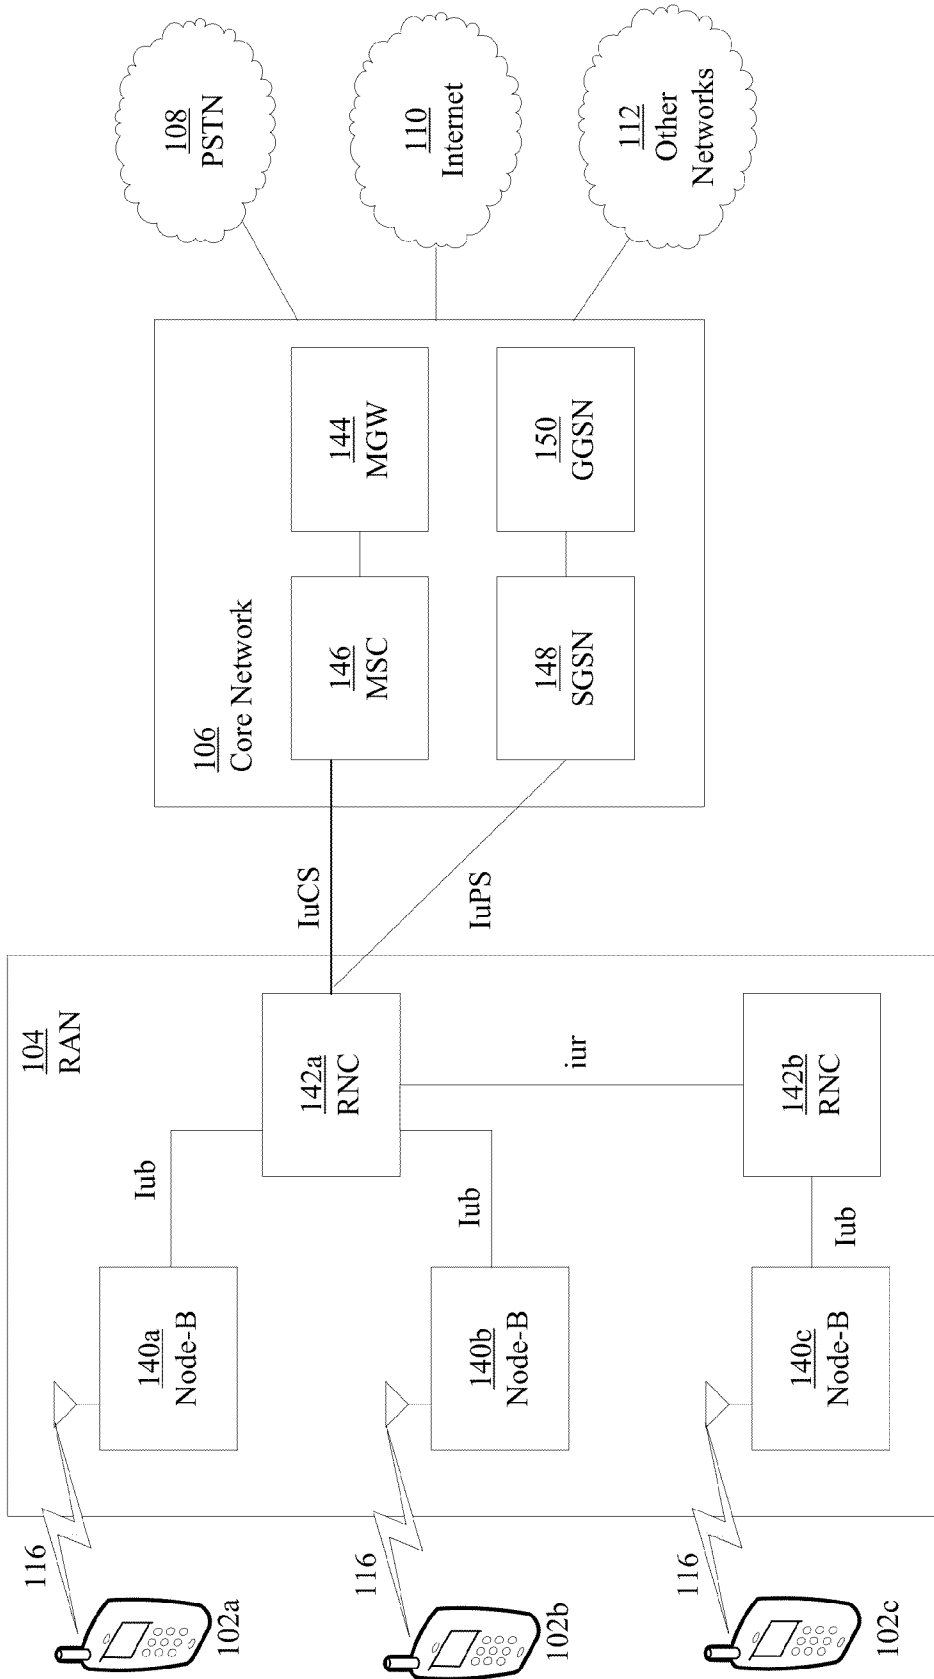 102a
116
140a
Node-B
Iub
104
RAN
102b
116
140b
Node-B
Iub
142a
RNC
102c
116
140c
Node-B
Iub
142b
RNC
iur
IuCS
IuPS
106
Core Network
146
MSC
144
MGW
148
SGSN
150
GGSN
108
PSTN
110
Internet
112
Other
Networks